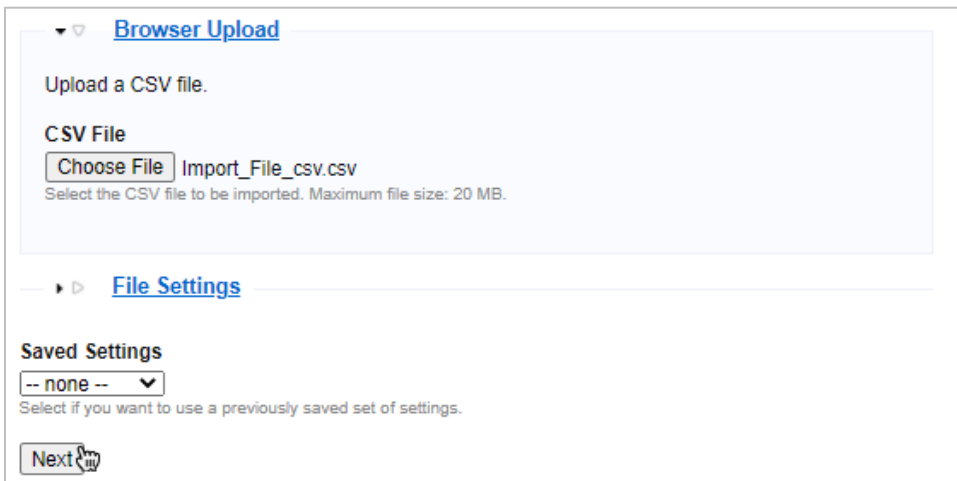 Browser Upload
Upload a CSV file.
CSV File
Choose File Import_File_csv.csv
Select the CSV file to be imported. Maximum file size: 20 MB.
File Settings
Saved Settings
-- none --
Select if you want to use a previously saved set of settings.
Next